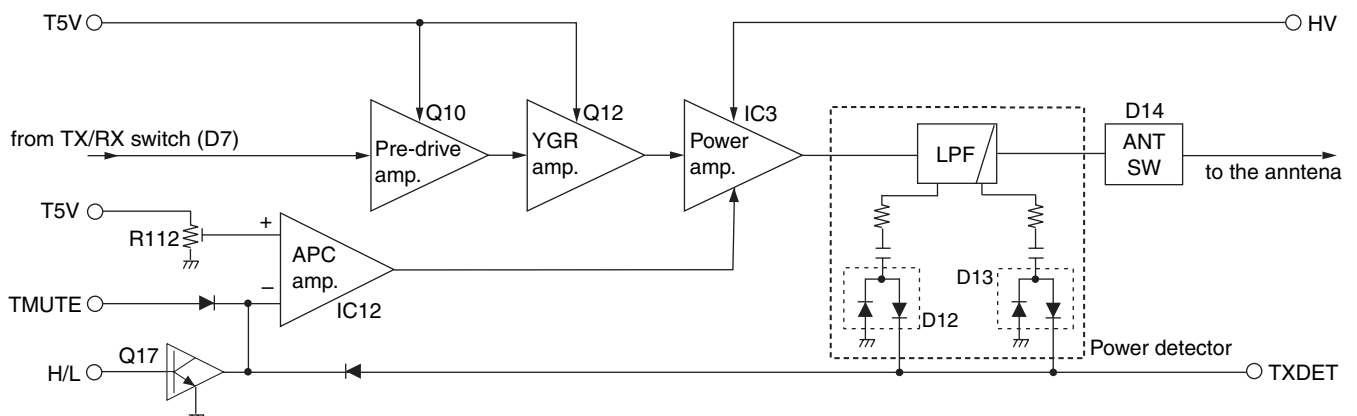 T5V
HV
Q10
Q12
IC3
D14
from TX/RX switch (D7)
Pre-drive
amp.
YGR
amp.
Power
amp.
LPF
ANT
SW
to the anntena
T5V
R112
+
APC
amp.
–
IC12
TMUTE
D12
D13
Q17
H/L
Power detector
TXDET